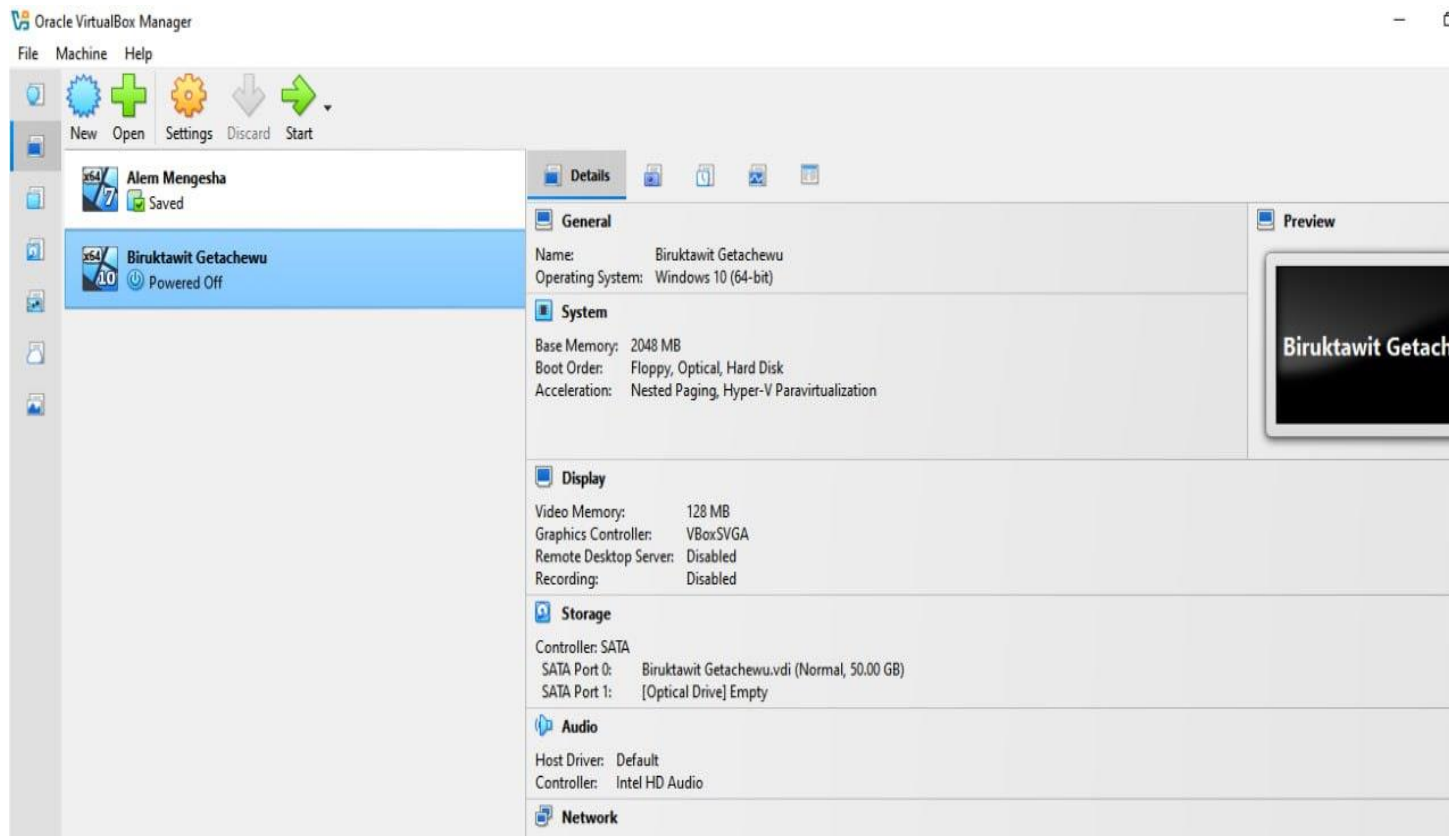 Oracle VirtualBox Manager
File Machine Help
New Open Settings Discard Start
x64 7 Alem Mengesha
Saved
x64 10 Biruktawit Getachewu
Powered Off
Details
General
Name: Biruktawit Getachewu
Operating System: Windows 10 (64-bit)
Preview
Biruktawit Getach
System
Base Memory: 2048 MB
Boot Order: Floppy, Optical, Hard Disk
Acceleration: Nested Paging, Hyper-V Paravirtualization
Display
Video Memory: 128 MB
Graphics Controller: VBoxSVGA
Remote Desktop Server: Disabled
Recording: Disabled
Storage
Controller: SATA
SATA Port 0: Biruktawit Getachewu.vdi (Normal, 50.00 GB)
SATA Port 1: [Optical Drive] Empty
Audio
Host Driver: Default
Controller: Intel HD Audio
Network